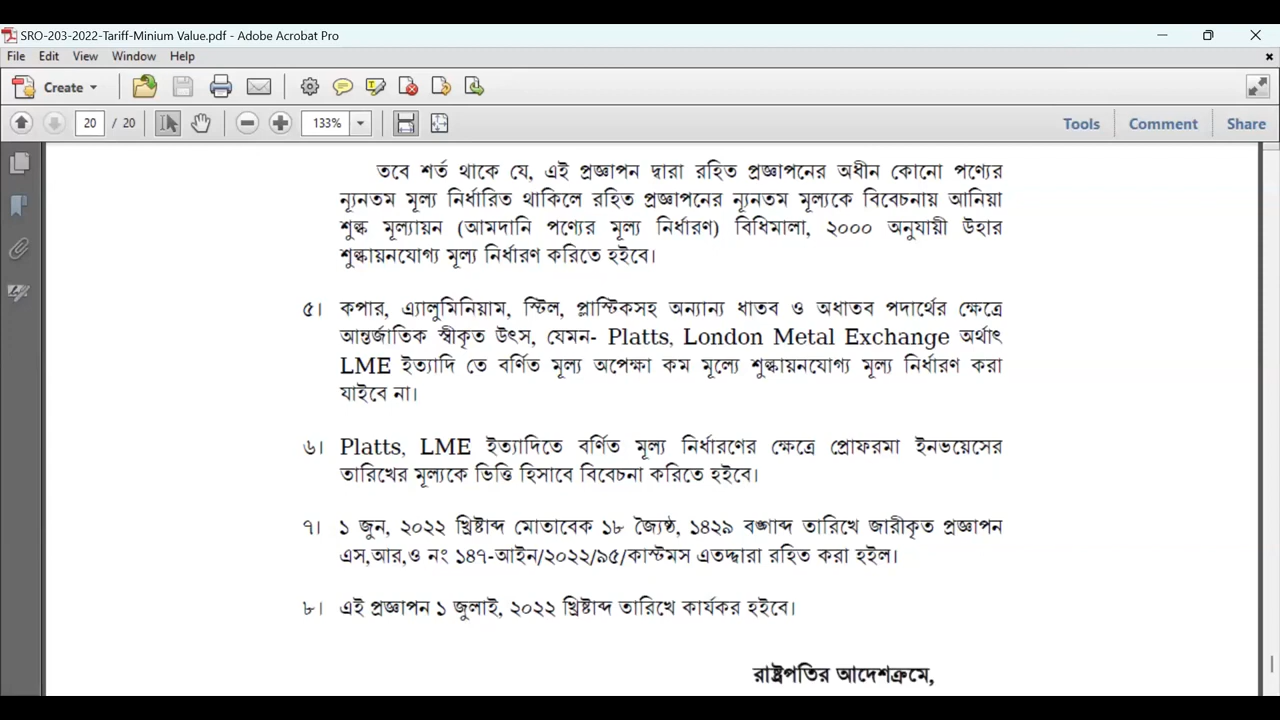 SRO-203-2022-Tariff-Minium Value.pdf - Adobe Acrobat Pro
File Edit View Window Help
Create
20 / 20 133% Tools Comment Share
তবে শর্ত থাকে যে, এই প্রজ্ঞাপন দ্বারা রহিত প্রজ্ঞাপনের অধীন কোনো পণ্যের
ন্যূনতম মূল্য নির্ধারিত থাকিলে রহিত প্রজ্ঞাপনের ন্যূনতম মূল্যকে বিবেচনায় আনিয়া
শুল্ক মূল্যায়ন (আমদানি পণ্যের মূল্য নির্ধারণ) বিধিমালা, ২০০০ অনুযায়ী উহার
শুল্কায়নযোগ্য মূল্য নির্ধারণ করিতে হইবে।
৫। কপার, এ্যালুমিনিয়াম, স্টিল, প্লাস্টিকসহ অন্যান্য ধাতব ও অধাতব পদার্থের ক্ষেত্রে
আন্তর্জাতিক স্বীকৃত উৎস, যেমন- Platts, London Metal Exchange অর্থাৎ
LME ইত্যাদি তে বর্ণিত মূল্য অপেক্ষা কম মূল্যে শুল্কায়নযোগ্য মূল্য নির্ধারণ করা
যাইবে না।
৬। Platts, LME ইত্যাদিতে বর্ণিত মূল্য নির্ধারণের ক্ষেত্রে প্রোফরমা ইনভয়েসের
তারিখের মূল্যকে ভিত্তি হিসাবে বিবেচনা করিতে হইবে।
৭। ১ জুন, ২০২২ খ্রিষ্টাব্দ মোতাবেক ১৮ জ্যৈষ্ঠ, ১৪২৯ বঙ্গাব্দ তারিখে জারীকৃত প্রজ্ঞাপন
এস,আর,ও নং ১৪৭-আইন/২০২২/৯৫/কাস্টমস এতদ্দ্বারা রহিত করা হইল।
৮। এই প্রজ্ঞাপন ১ জুলাই, ২০২২ খ্রিষ্টাব্দ তারিখে কার্যকর হইবে।
রাষ্ট্রপতির আদেশক্রমে,